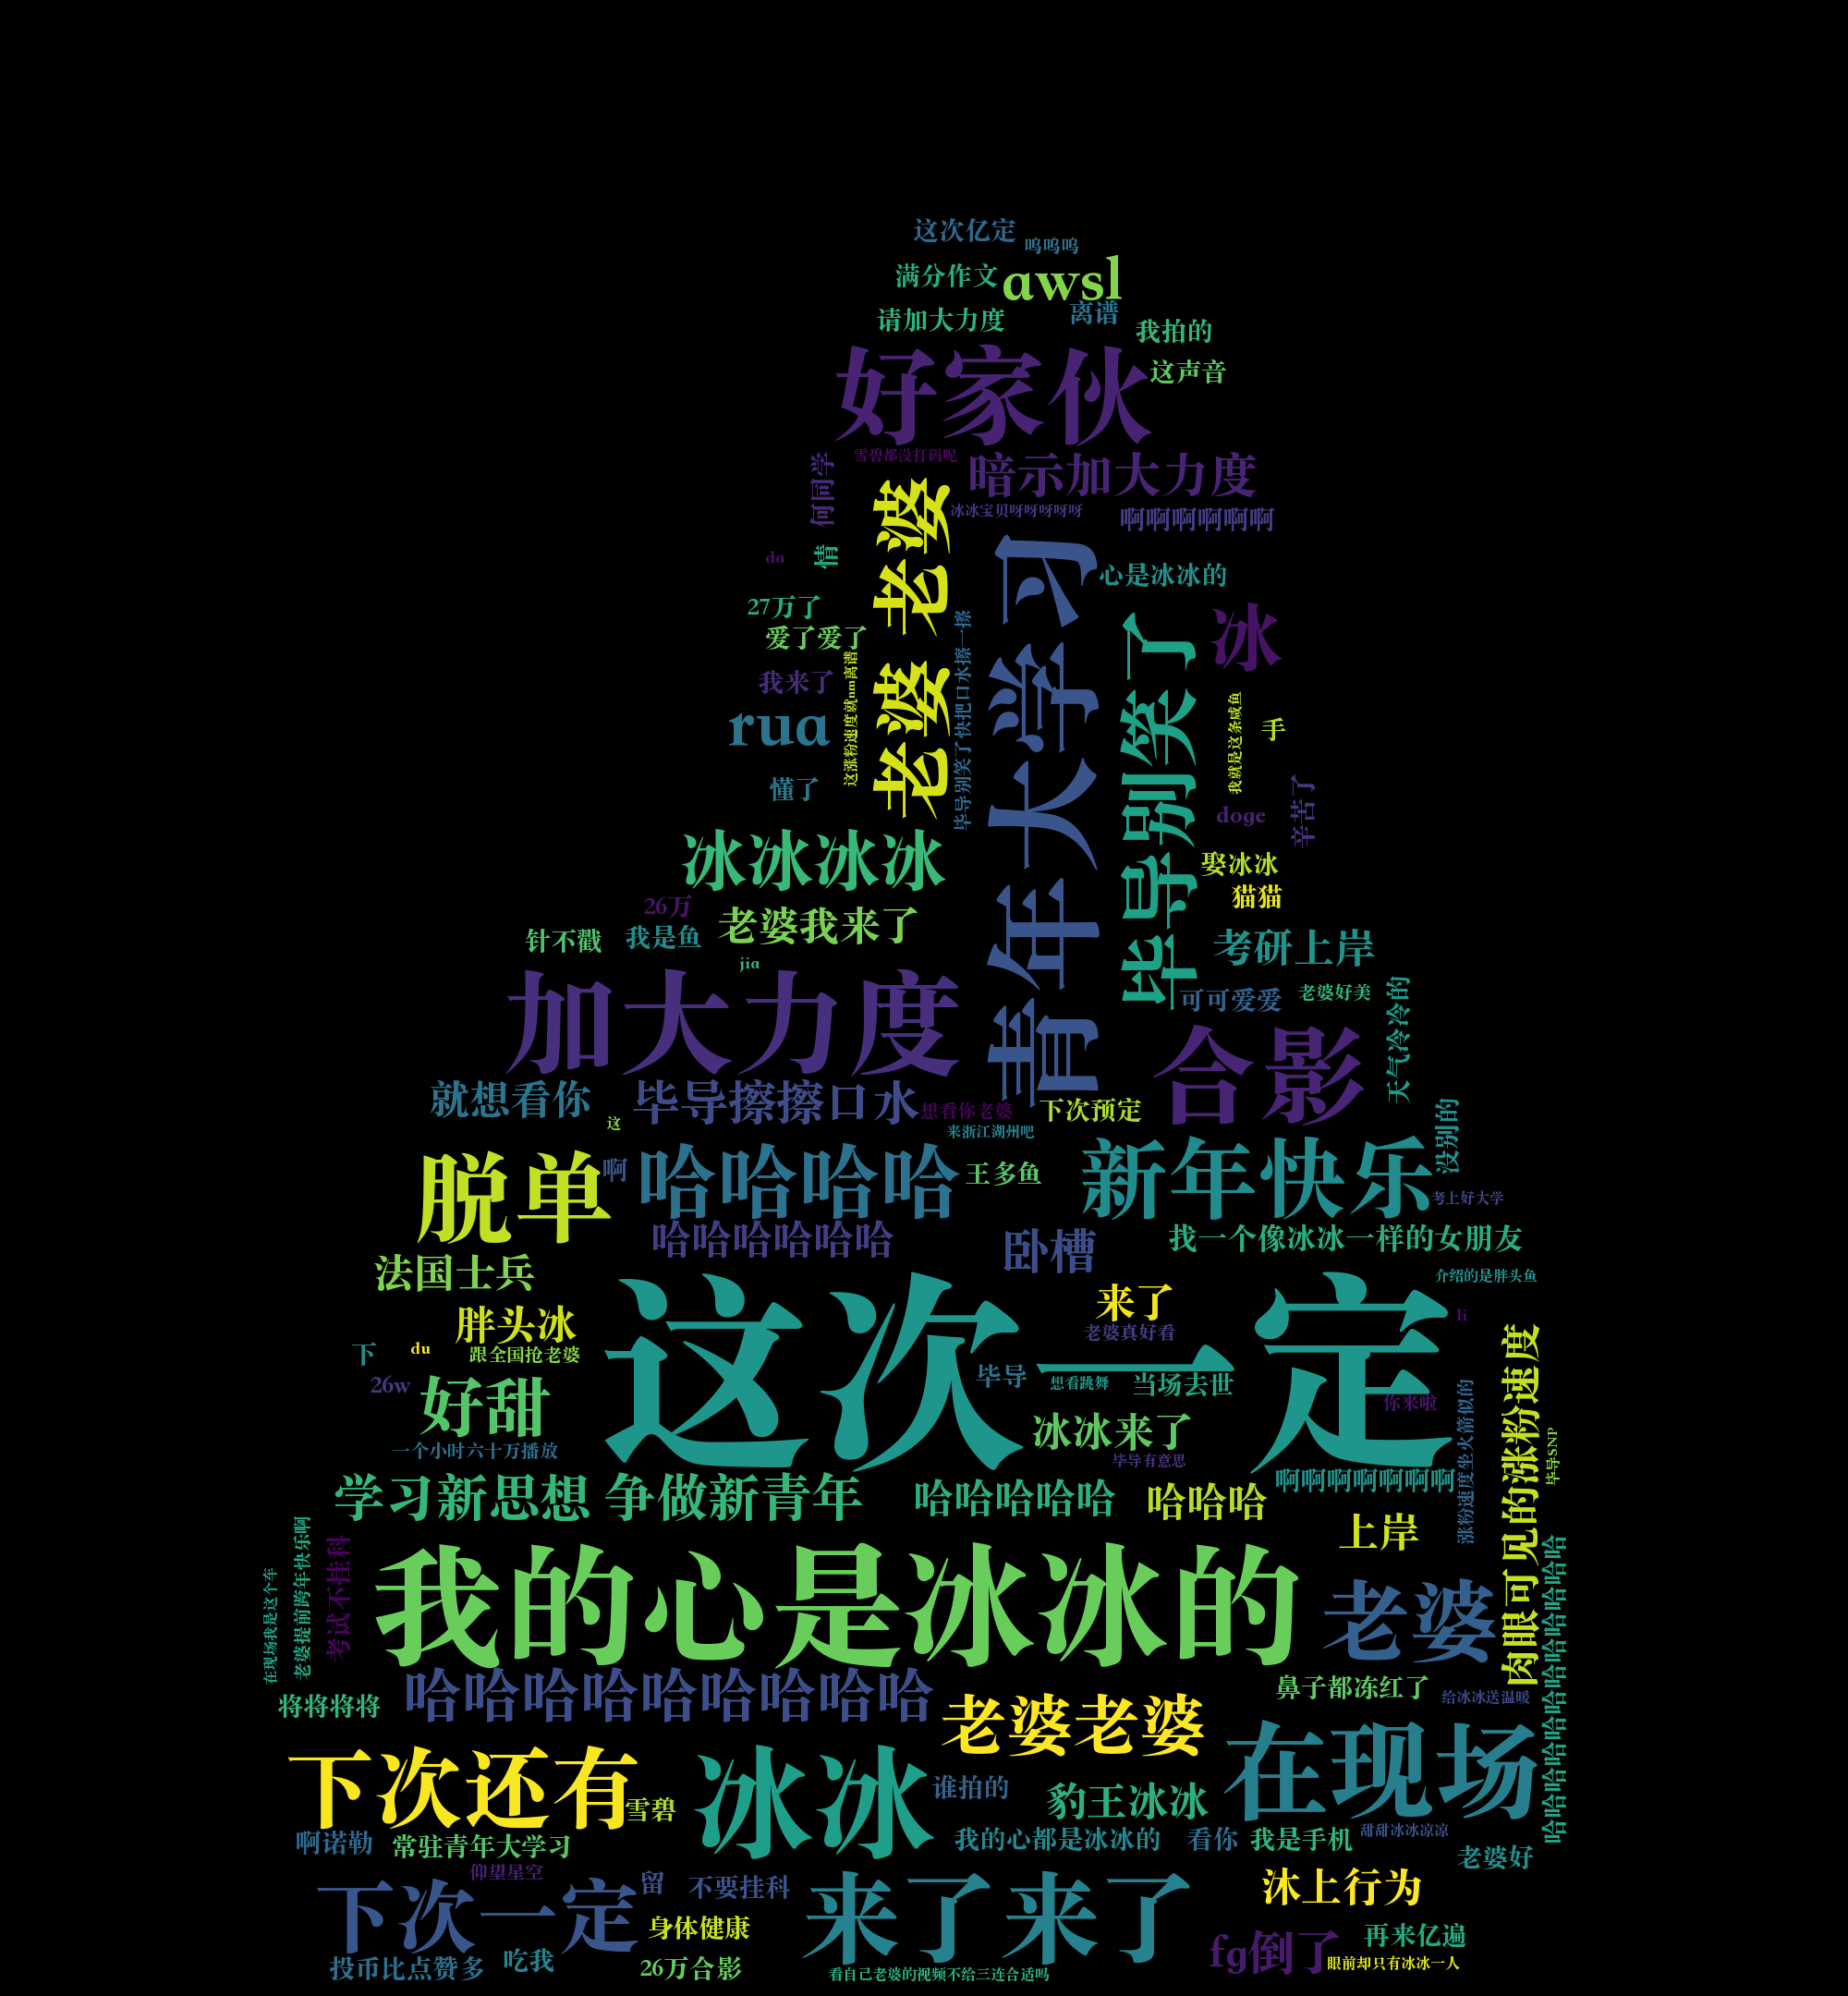 这次亿定
呜呜呜
满分作文
awsl
离谱
请加大力度
我拍的
好家伙
这声音
雪碧都没打码呢
暗示加大力度
何同学
老婆 老婆
冰冰宝贝呀呀呀呀呀
啊啊啊啊啊啊
青年大学习
da
情
心是冰冰的
27万了
爱了爱了
冰
毕导别笑了
毕导别笑了快把口水擦一擦
这涨粉速度就nm离谱
我来了
rua
我就是这条咸鱼
手
懂了
doge
辛苦了
冰冰冰冰
娶冰冰
猫猫
26万
老婆我来了
针不戳
我是鱼
考研上岸
jia
加大力度
可可爱爱
老婆好美
天气冷冷的
合影
就想看你
毕导擦擦口水
想看你老婆
下次预定
这
来浙江湖州吧
没别的
脱单
啊
哈哈哈哈
王多鱼
新年快乐
考上好大学
哈哈哈哈哈哈
卧槽
找一个像冰冰一样的女朋友
法国士兵
介绍的是胖头鱼
这次一定
来了
胖头冰
老婆真好看
li
下
du
跟全国抢老婆
肉眼可见的涨粉速度
26w
好甜
毕导
想看跳舞
当场去世
你来啦
冰冰来了
涨粉速度坐火箭似的
一个小时六十万播放
毕导有意思
毕导SNP
学习新思想 争做新青年
哈哈哈哈哈
哈哈哈
啊啊啊啊啊啊啊
上岸
老婆提前跨年快乐啊
考试不挂科
在现场我是这个车
我的心是冰冰的
老婆
哈哈哈哈哈哈哈哈哈哈哈
哈哈哈哈哈哈哈哈哈
鼻子都冻红了
给冰冰送温暖
将将将将
老婆老婆
在现场
下次还有
冰冰
谁拍的
豹王冰冰
雪碧
啊诺勒
常驻青年大学习
我的心都是冰冰的
看你
我是手机
甜甜冰冰凉凉
老婆好
仰望星空
下次一定
留
不要挂科
来了来了
沐上行为
身体健康
fg倒了
再来亿遍
投币比点赞多
吃我
26万合影
看自己老婆的视频不给三连合适吗
眼前却只有冰冰一人